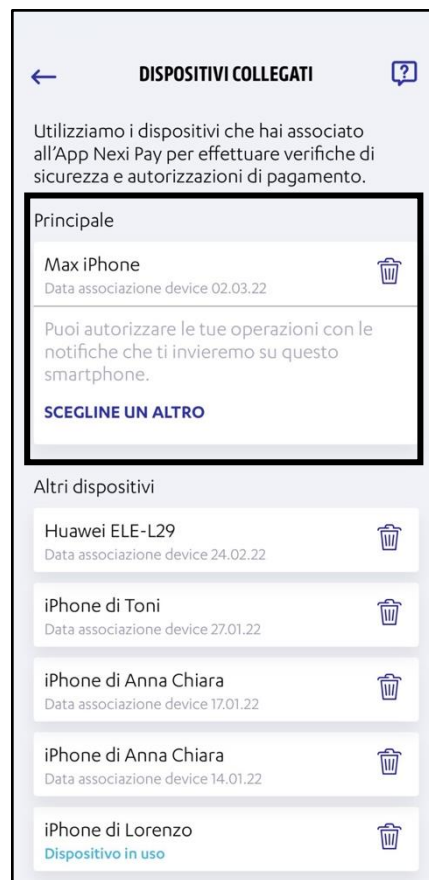 DISPOSITIVI COLLEGATI
?
Utilizziamo i dispositivi che hai associato
all'App Nexi Pay per effettuare verifiche di
sicurezza e autorizzazioni di pagamento.
Principale
Max iPhone
Data associazione device 02.03.22
Puoi autorizzare le tue operazioni con le
notifiche che ti invieremo su questo
smartphone.
SCEGLINE UN ALTRO
Altri dispositivi
Huawei ELE-L29
Data associazione device 24.02.22
iPhone di Toni
Data associazione device 27.01.22
iPhone di Anna Chiara
Data associazione device 17.01.22
iPhone di Anna Chiara
Data associazione device 14.01.22
iPhone di Lorenzo
Dispositivo in uso